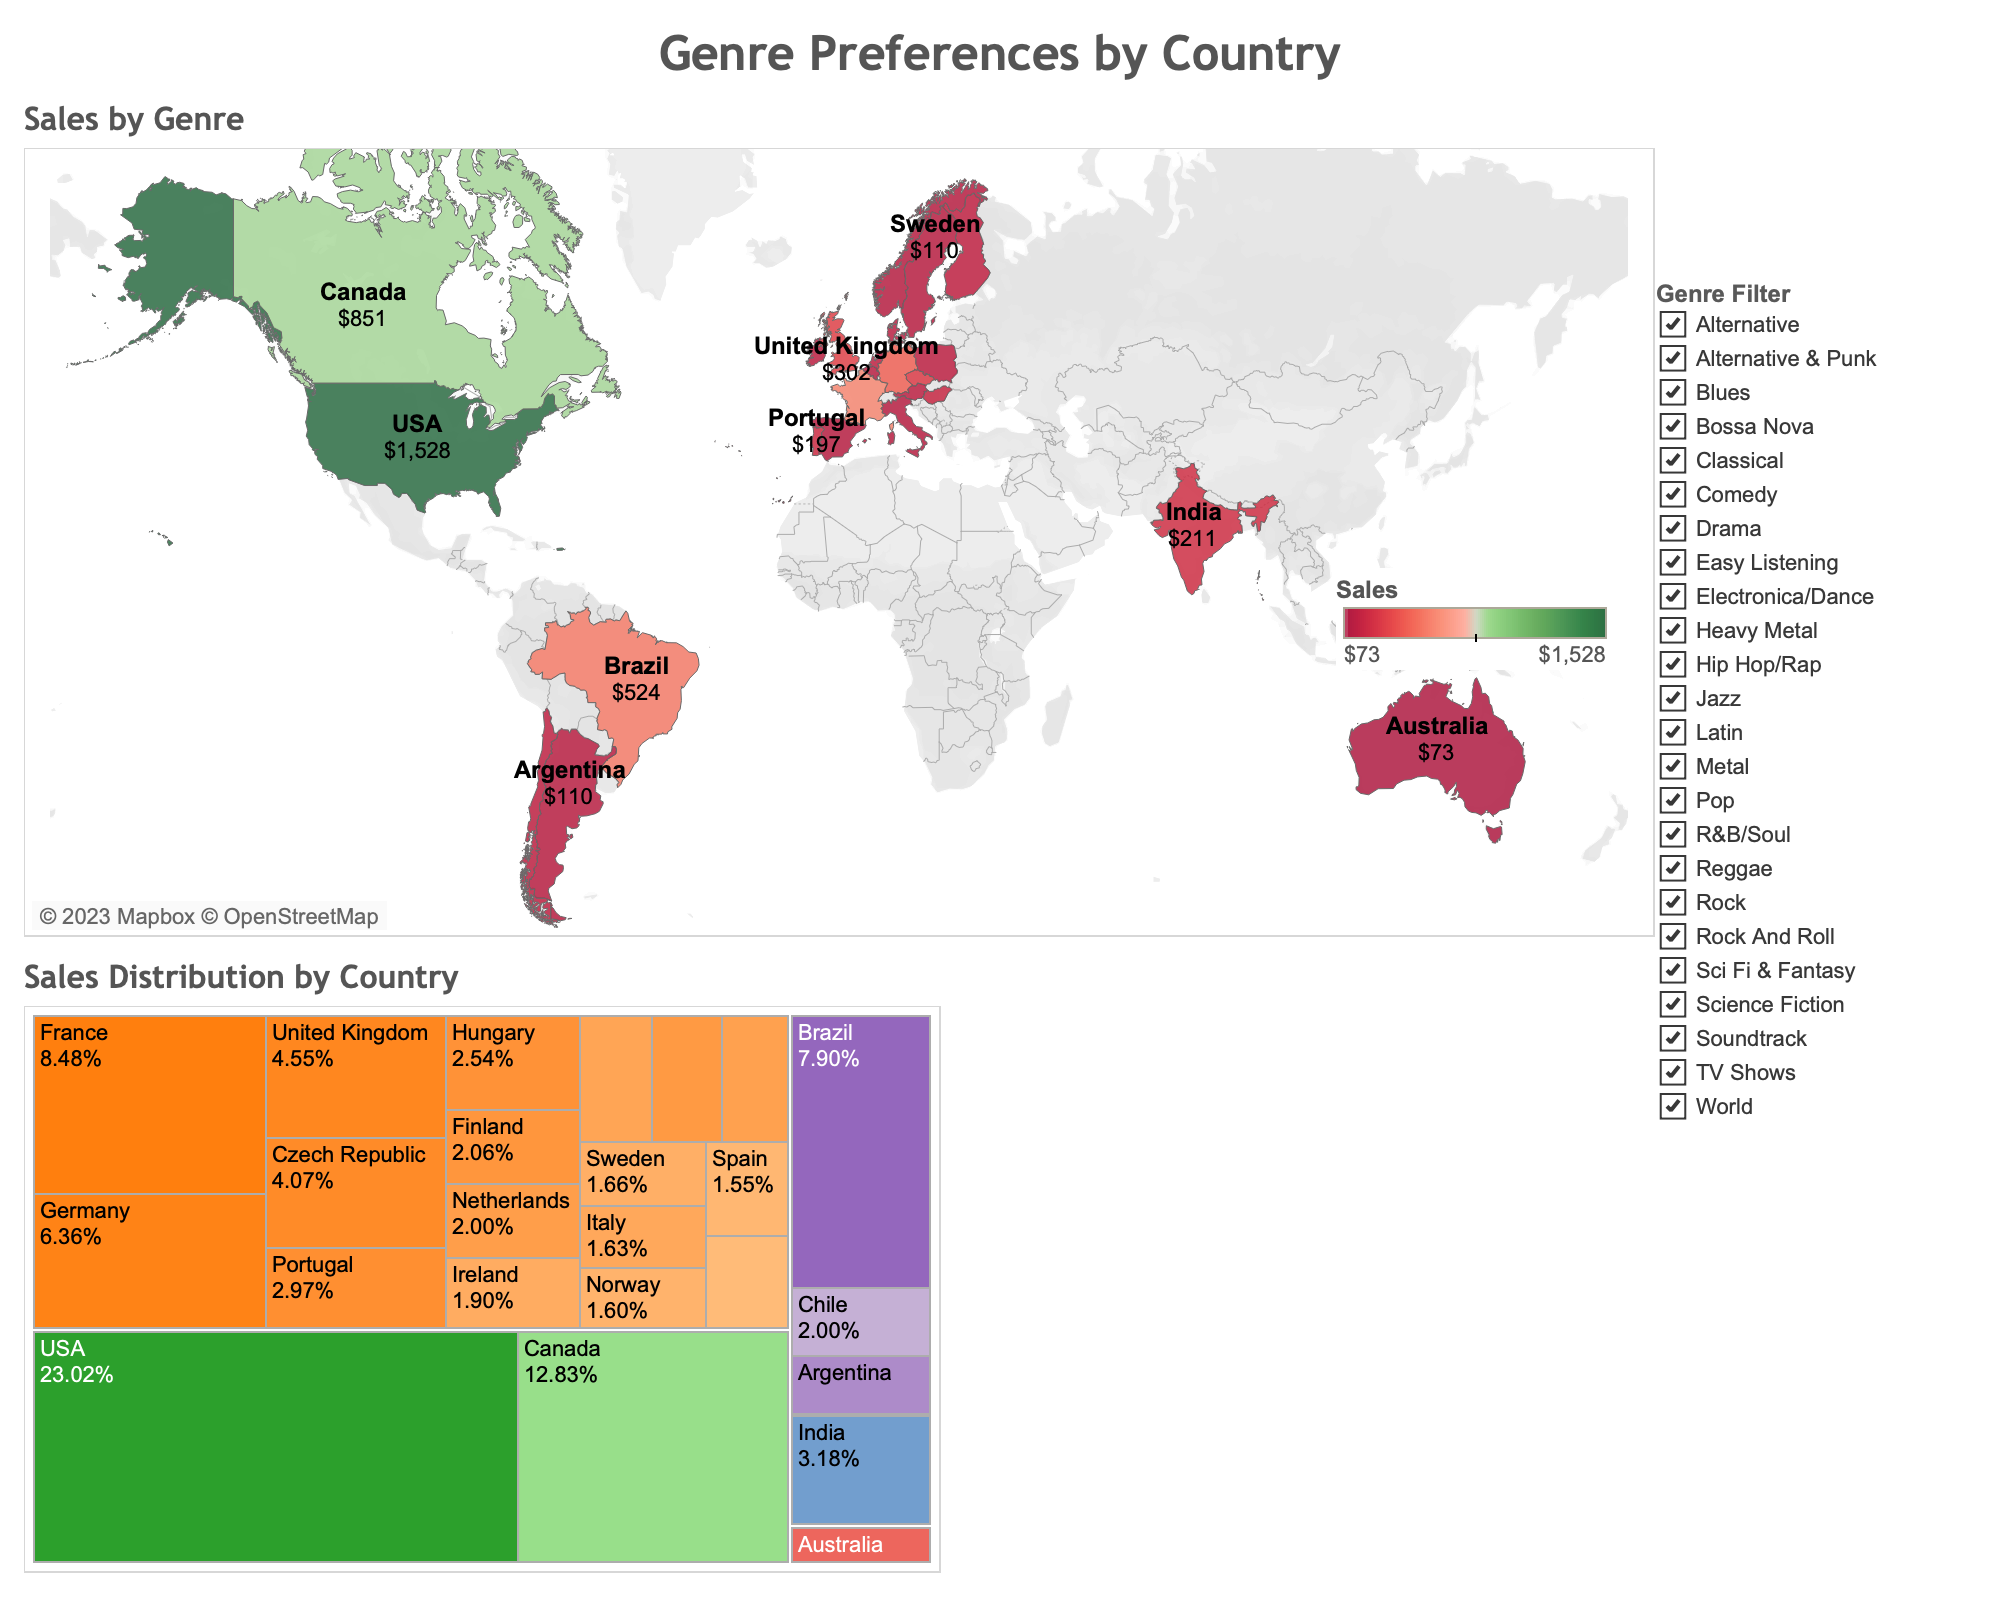 Genre Preferences by Country
Sales by Genre
Sweden
$110
Canada
$851
United Kingdom
$302
USA
$1,528
Portugal
$197
India
$211
Sales
$73 $1,528
Brazil
$524
Australia
$73
Argentina
$110
© 2023 Mapbox © OpenStreetMap
Genre Filter
Alternative
Alternative & Punk
Blues
Bossa Nova
Classical
Comedy
Drama
Easy Listening
Electronica/Dance
Heavy Metal
Hip Hop/Rap
Jazz
Latin
Metal
Pop
R&B/Soul
Reggae
Rock
Rock And Roll
Sci Fi & Fantasy
Science Fiction
Soundtrack
TV Shows
World
Sales Distribution by Country
France
8.48%
Germany
6.36%
United Kingdom
4.55%
Czech Republic
4.07%
Portugal
2.97%
Hungary
2.54%
Finland
2.06%
Netherlands
2.00%
Ireland
1.90%
Sweden
1.66%
Italy
1.63%
Norway
1.60%
Spain
1.55%
USA
23.02%
Canada
12.83%
Brazil
7.90%
Chile
2.00%
Argentina
India
3.18%
Australia